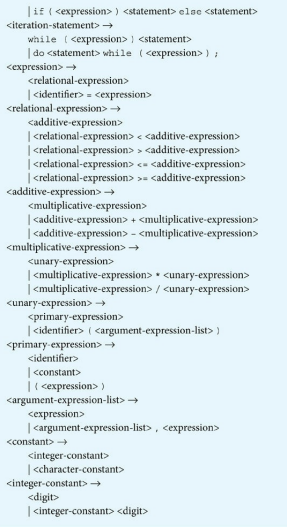 | if ( <expression> ) <statement> else <statement>
<iteration-statement> →
while ( <expression> ) <statement>
| do <statement> while ( <expression> ) ;
<expression> →
<relational-expression>
| <identifier> = <expression>
<relational-expression> →
<additive-expression>
| <relational-expression> < <additive-expression>
| <relational-expression> > <additive-expression>
| <relational-expression> <= <additive-expression>
| <relational-expression> >= <additive-expression>
<additive-expression> →
<multiplicative-expression>
| <additive-expression> + <multiplicative-expression>
| <additive-expression> − <multiplicative-expression>
<multiplicative-expression> →
<unary-expression>
| <multiplicative-expression> * <unary-expression>
| <multiplicative-expression> / <unary-expression>
<unary-expression> →
<primary-expression>
| <identifier> ( <argument-expression-list> )
<primary-expression> →
<identifier>
| <constant>
| ( <expression> )
<argument-expression-list> →
<expression>
| <argument-expression-list> , <expression>
<constant> →
<integer-constant>
| <character-constant>
<integer-constant> →
<digit>
| <integer-constant> <digit>